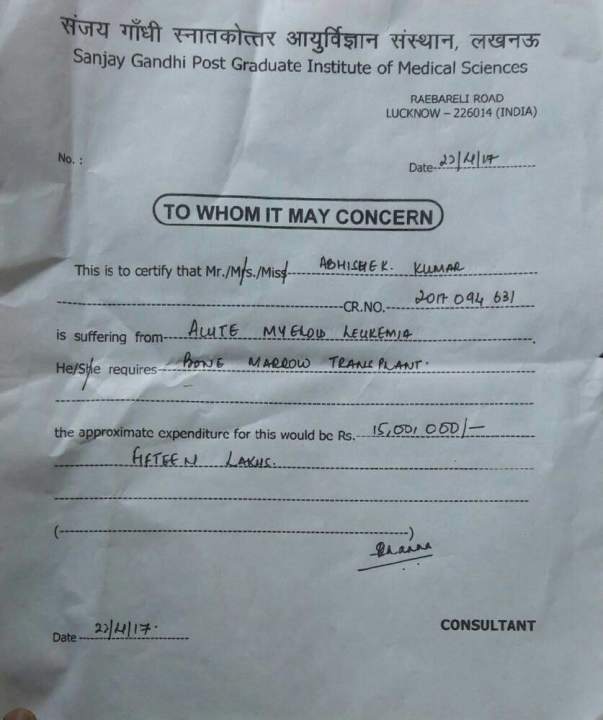 संजय गाँधी स्नातकोत्तर आयुर्विज्ञान संस्थान, लखनऊ
Sanjay Gandhi Post Graduate Institute of Medical Sciences
RAEBARELI ROAD
LUCKNOW – 226014 (INDIA)
No. :
Date 22/4/17
TO WHOM IT MAY CONCERN
This is to certify that Mr./Mrs./Miss ABHISHEK. KUMAR
CR.NO. 2017 094 631
is suffering from ACUTE MYELOID LEUKEMIA.
He/She requires BONE MARROW TRANSPLANT.
the approximate expenditure for this would be Rs. 15,00,000/-
FIFTEEN LAKHS.
( )
CONSULTANT
Date 22/4/17.